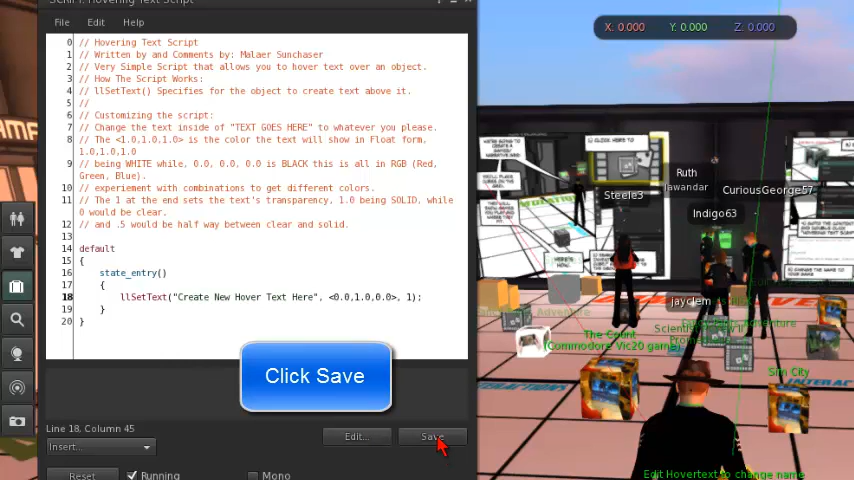 SCRIPT: Hovering Text Script
X: 0.000 Y: 0.000 Z: 0.000
File Edit Help
0 // Hovering Text Script
1 // Written by and Comments by: Malaer Sunchaser
2 // Very Simple Script that allows you to hover text over an object.
3 // How The Script Works:
4 // llSetText() Specifies for the object to create text above it.
5 //
6 // Customizing the script:
7 // Change the text inside of "TEXT GOES HERE" to whatever you please.
8 // The <1.0,1.0,1.0> is the color the text will show in Float form,
1.0,1.0,1.0
9 // being WHITE while, 0.0, 0.0, 0.0 is BLACK this is all in RGB (Red,
Green, Blue).
10 // experiement with combinations to get different colors.
11 // The 1 at the end sets the text's transparency, 1.0 being SOLID, while
0 would be clear.
12 // and .5 would be half way between clear and solid.
13
14 default
15 {
16 state_entry()
17 {
18 llSetText("Create New Hover Text Here", <0.0,1.0,0.0>, 1);
19 }
20 }
Click Save
Line 18, Column 45
Insert...
Edit...
Save
Reset
Running
Mono
Ruth
Jawandar
Steele3
CuriousGeorge57
Indigo63
jayclem
The Count
(Commodore Vic20 game)
Sim City
Edit Hovertext to change name